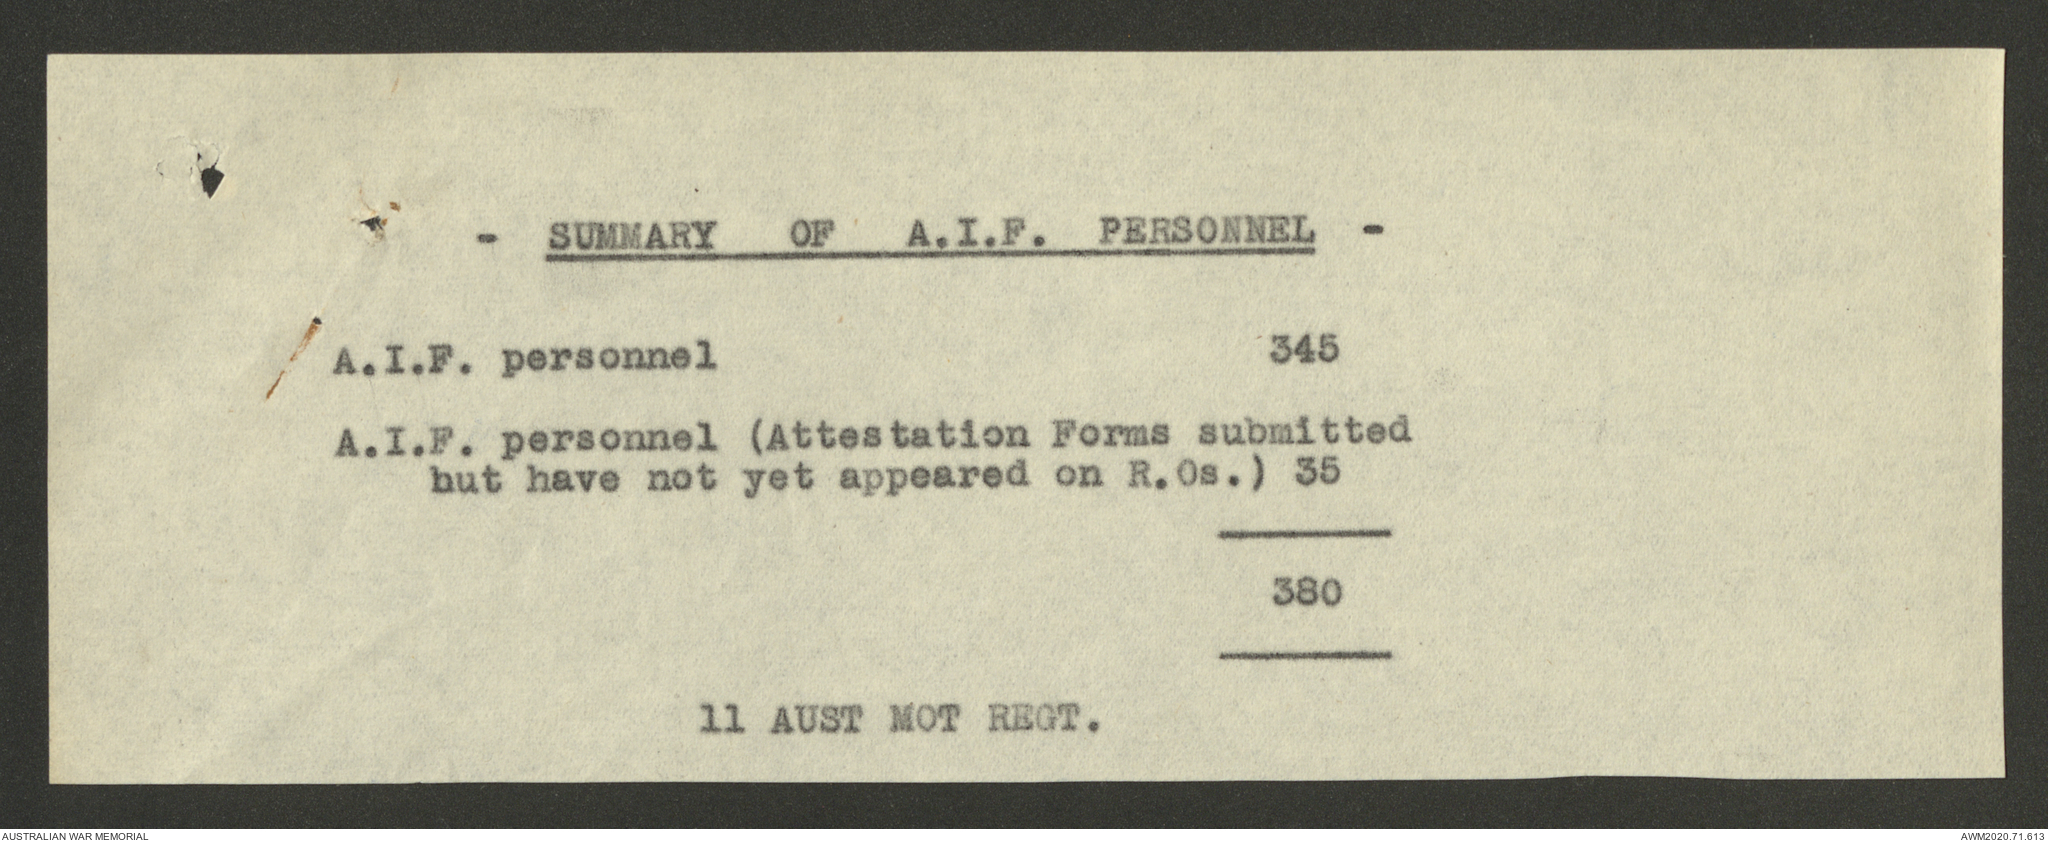 - SUMMARY OF A.I.F. PERSONNEL -
A.I.F. personnel 345
A.I.F. personnel (Attestation Forms submitted
but have not yet appeared on R.Os.) 35
380
11 AUST MOT REGT.
AUSTRALIAN WAR MEMORIAL AWM2020.71.613